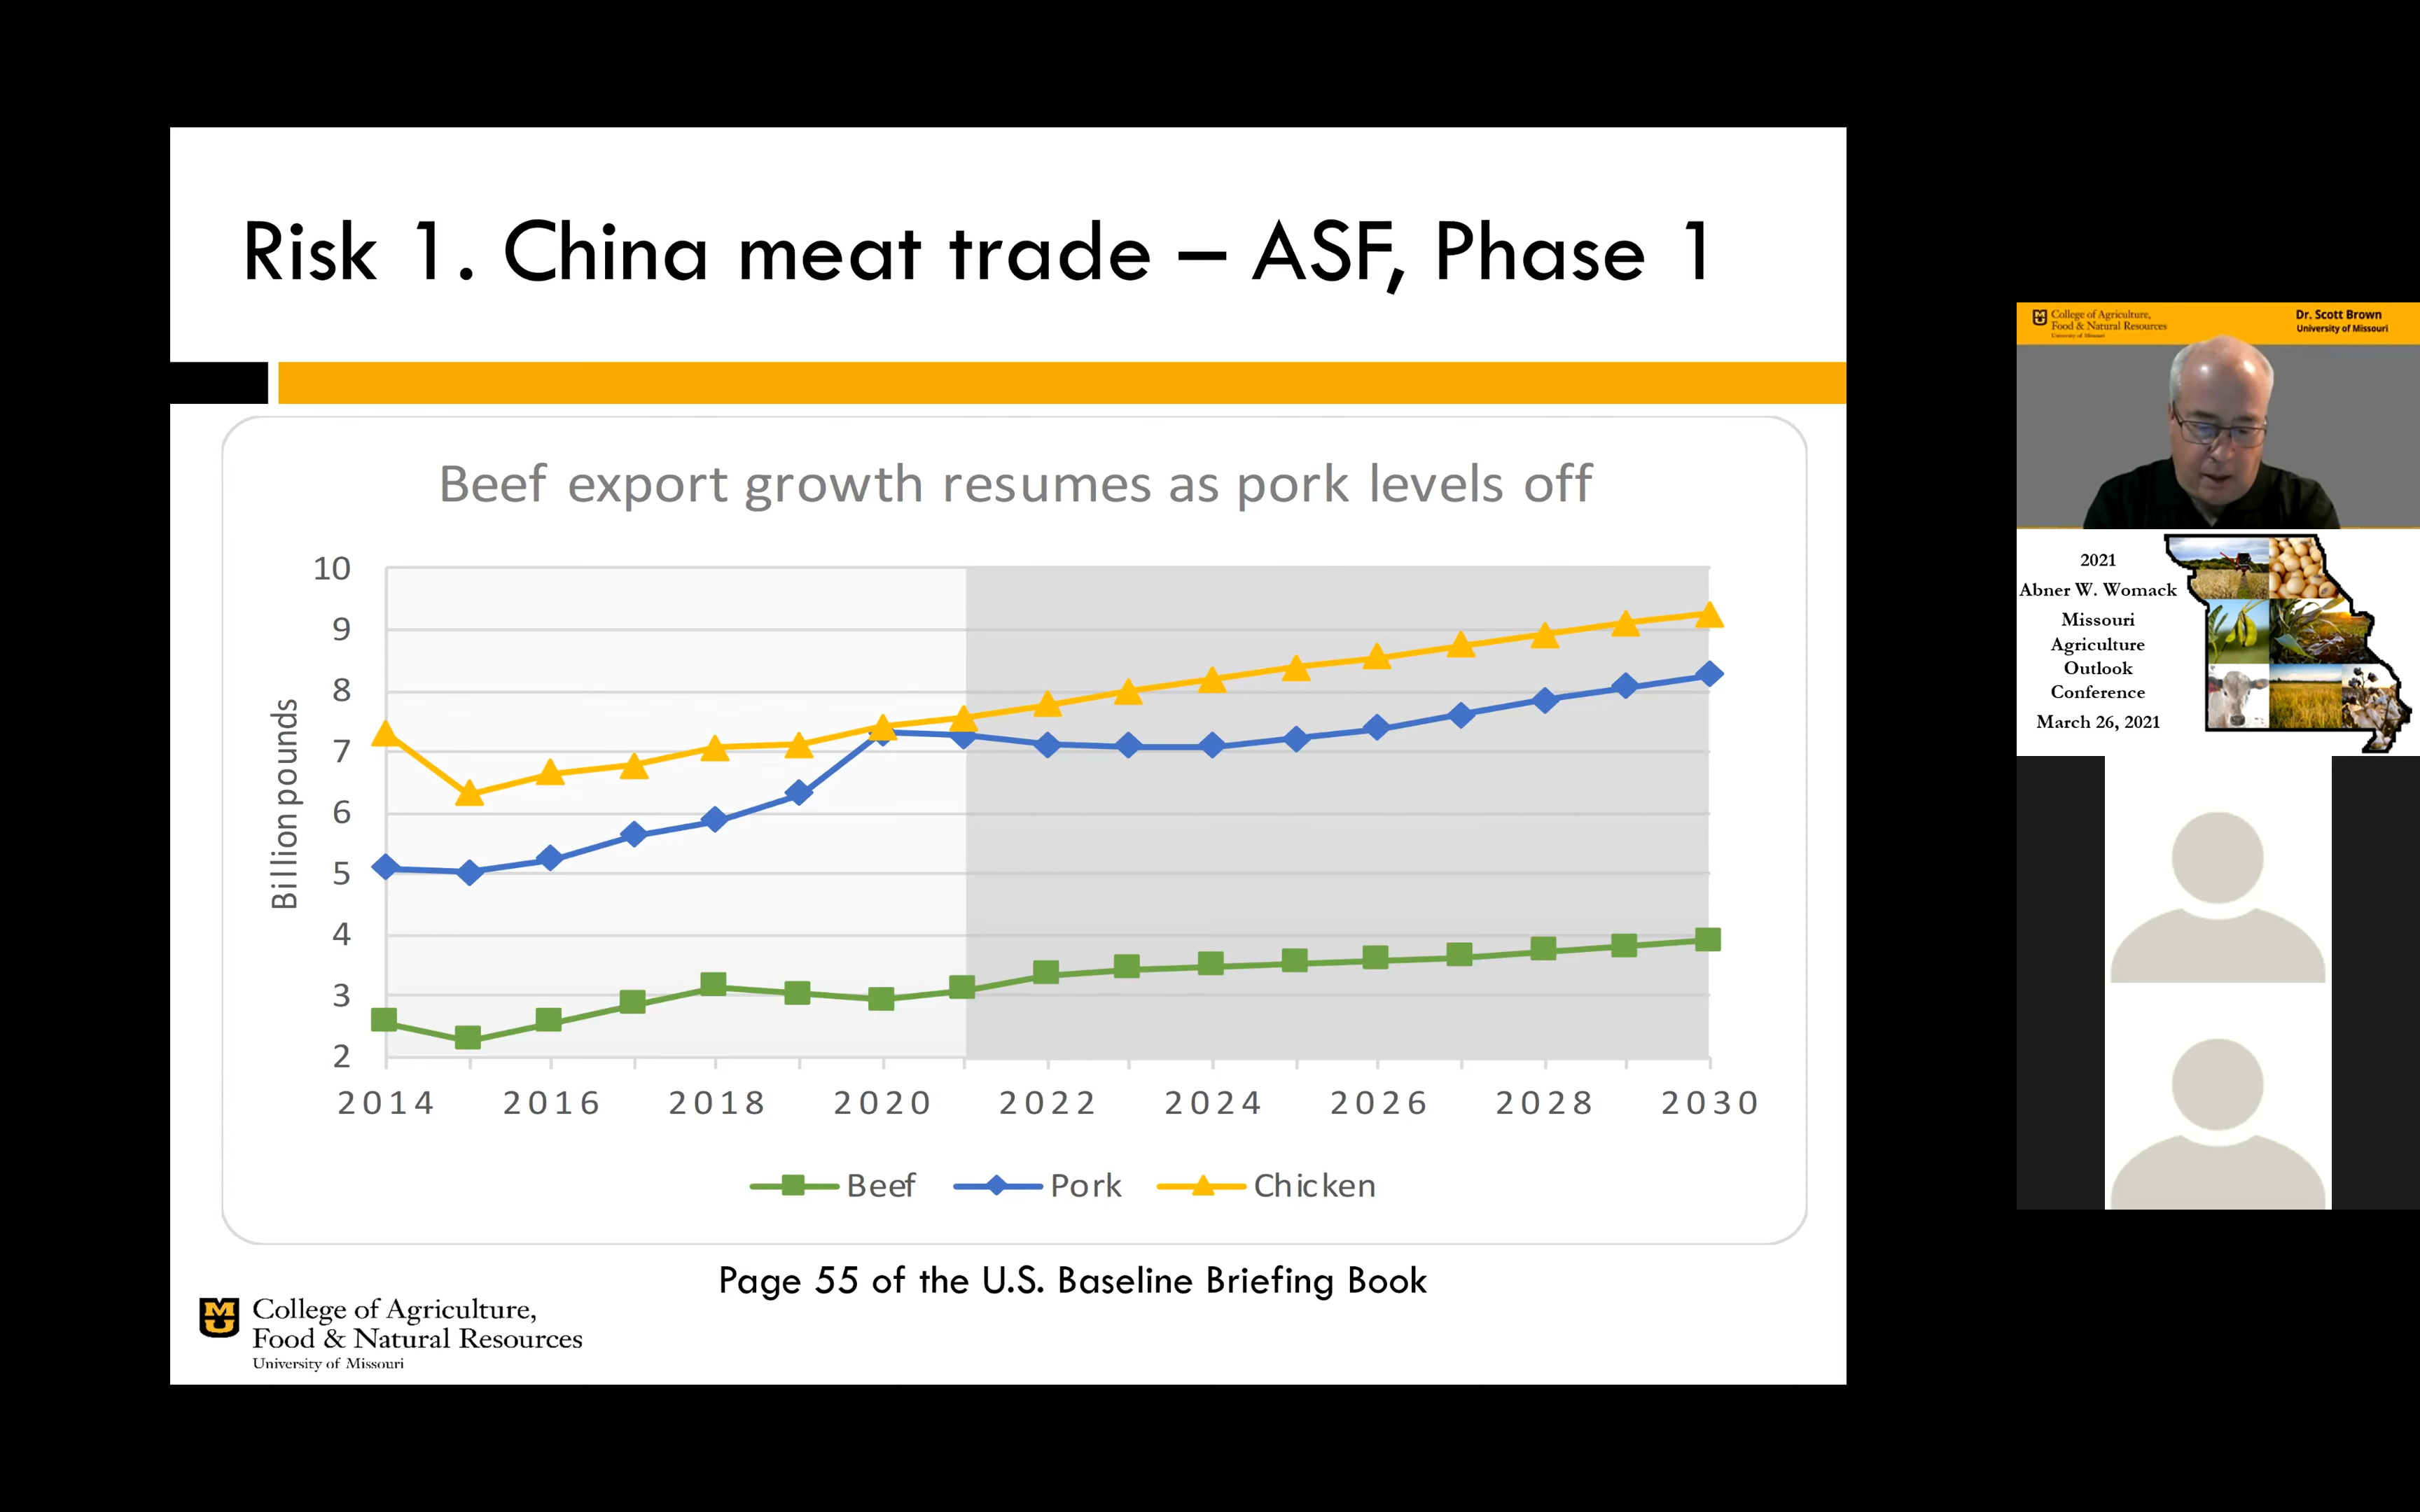 Risk 1. China meat trade – ASF, Phase 1
Beef export growth resumes as pork levels off
Billion pounds
10
9
8
7
6
5
4
3
2
2014 2016 2018 2020 2022 2024 2026 2028 2030
Beef Pork Chicken
Page 55 of the U.S. Baseline Briefing Book
College of Agriculture,
Food & Natural Resources
University of Missouri
College of Agriculture,
Food & Natural Resources
University of Missouri
Dr. Scott Brown
University of Missouri
2021
Abner W. Womack
Missouri
Agriculture
Outlook
Conference
March 26, 2021